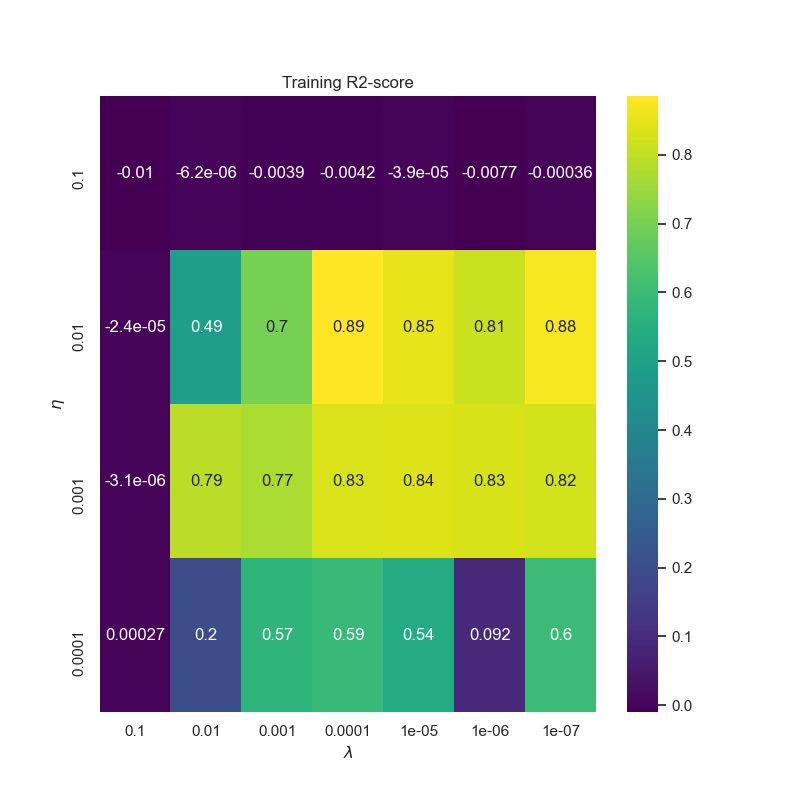 Training R2-score
0.1 -0.01 -6.2e-06 -0.0039 -0.0042 -3.9e-05 -0.0077 -0.00036
0.01 -2.4e-05 0.49 0.7 0.89 0.85 0.81 0.88
η
0.001 -3.1e-06 0.79 0.77 0.83 0.84 0.83 0.82
0.0001 0.00027 0.2 0.57 0.59 0.54 0.092 0.6
0.1 0.01 0.001 0.0001 1e-05 1e-06 1e-07
λ
0.8
0.7
0.6
0.5
0.4
0.3
0.2
0.1
0.0